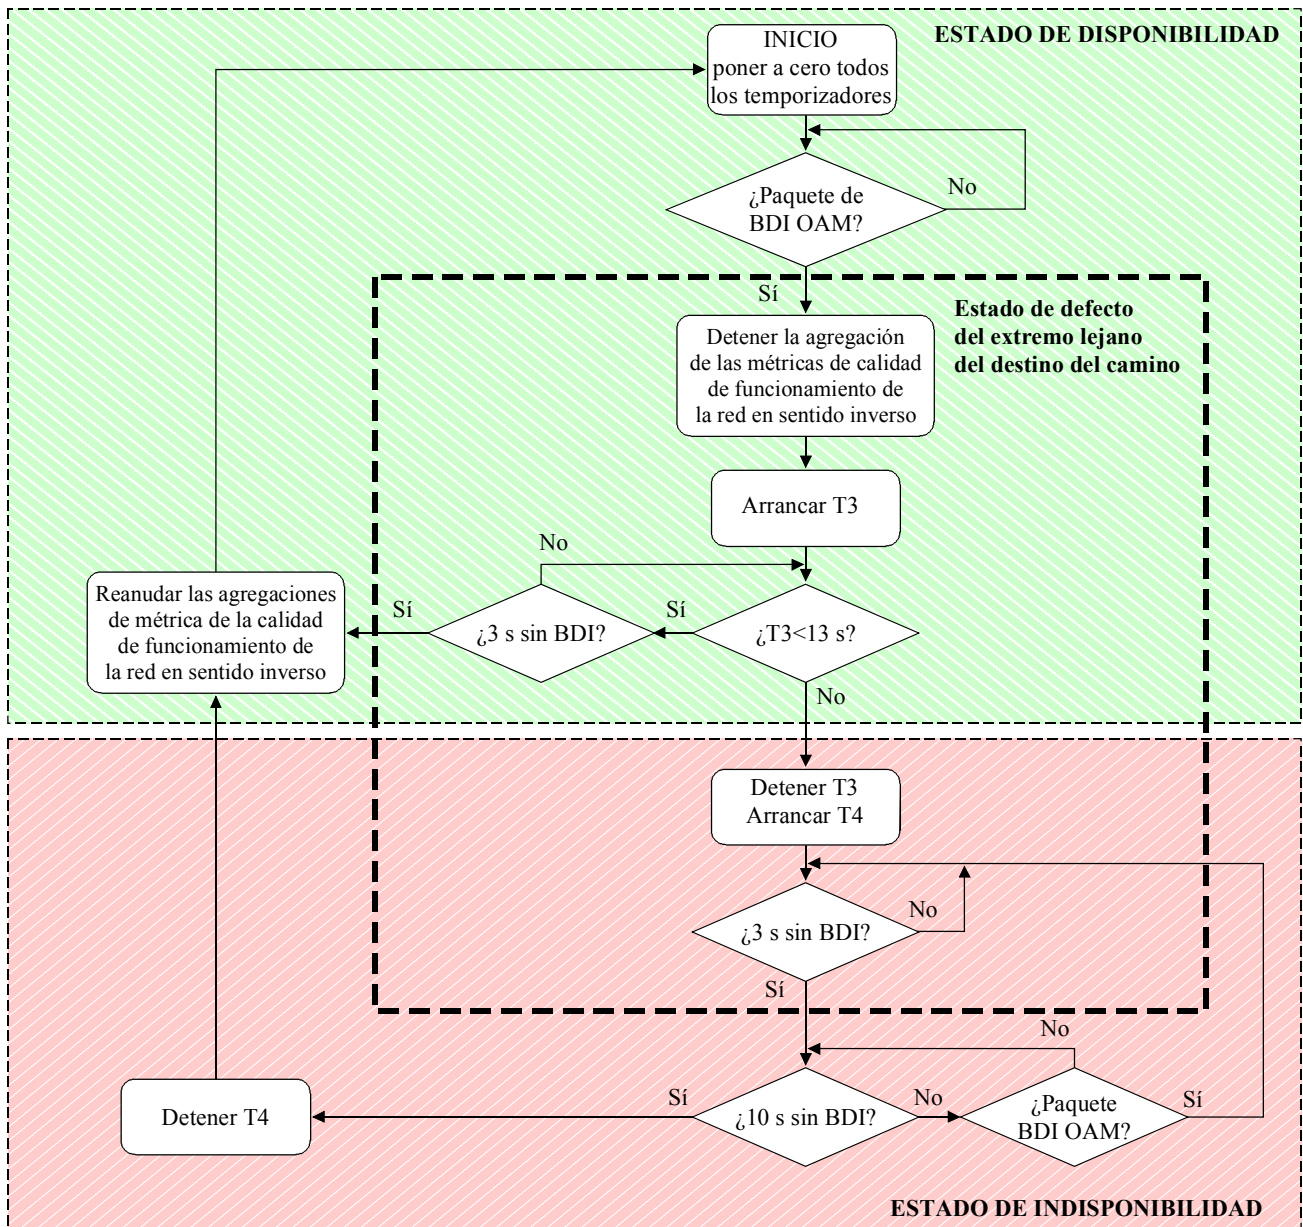 ESTADO DE DISPONIBILIDAD
INICIO
poner a cero todos
los temporizadores
¿Paquete de
BDI OAM?
No
Sí
Estado de defecto
del extremo lejano
del destino del camino
Detener la agregación
de las métricas de calidad
de funcionamiento de
la red en sentido inverso
Arrancar T3
No
Reanudar las agregaciones
de métrica de la calidad
de funcionamiento de
la red en sentido inverso
Sí
¿3 s sin BDI?
Sí
¿T3<13 s?
No
Detener T3
Arrancar T4
¿3 s sin BDI?
No
Sí
No
Detener T4
Sí
¿10 s sin BDI?
No
¿Paquete
BDI OAM?
Sí
ESTADO DE INDISPONIBILIDAD